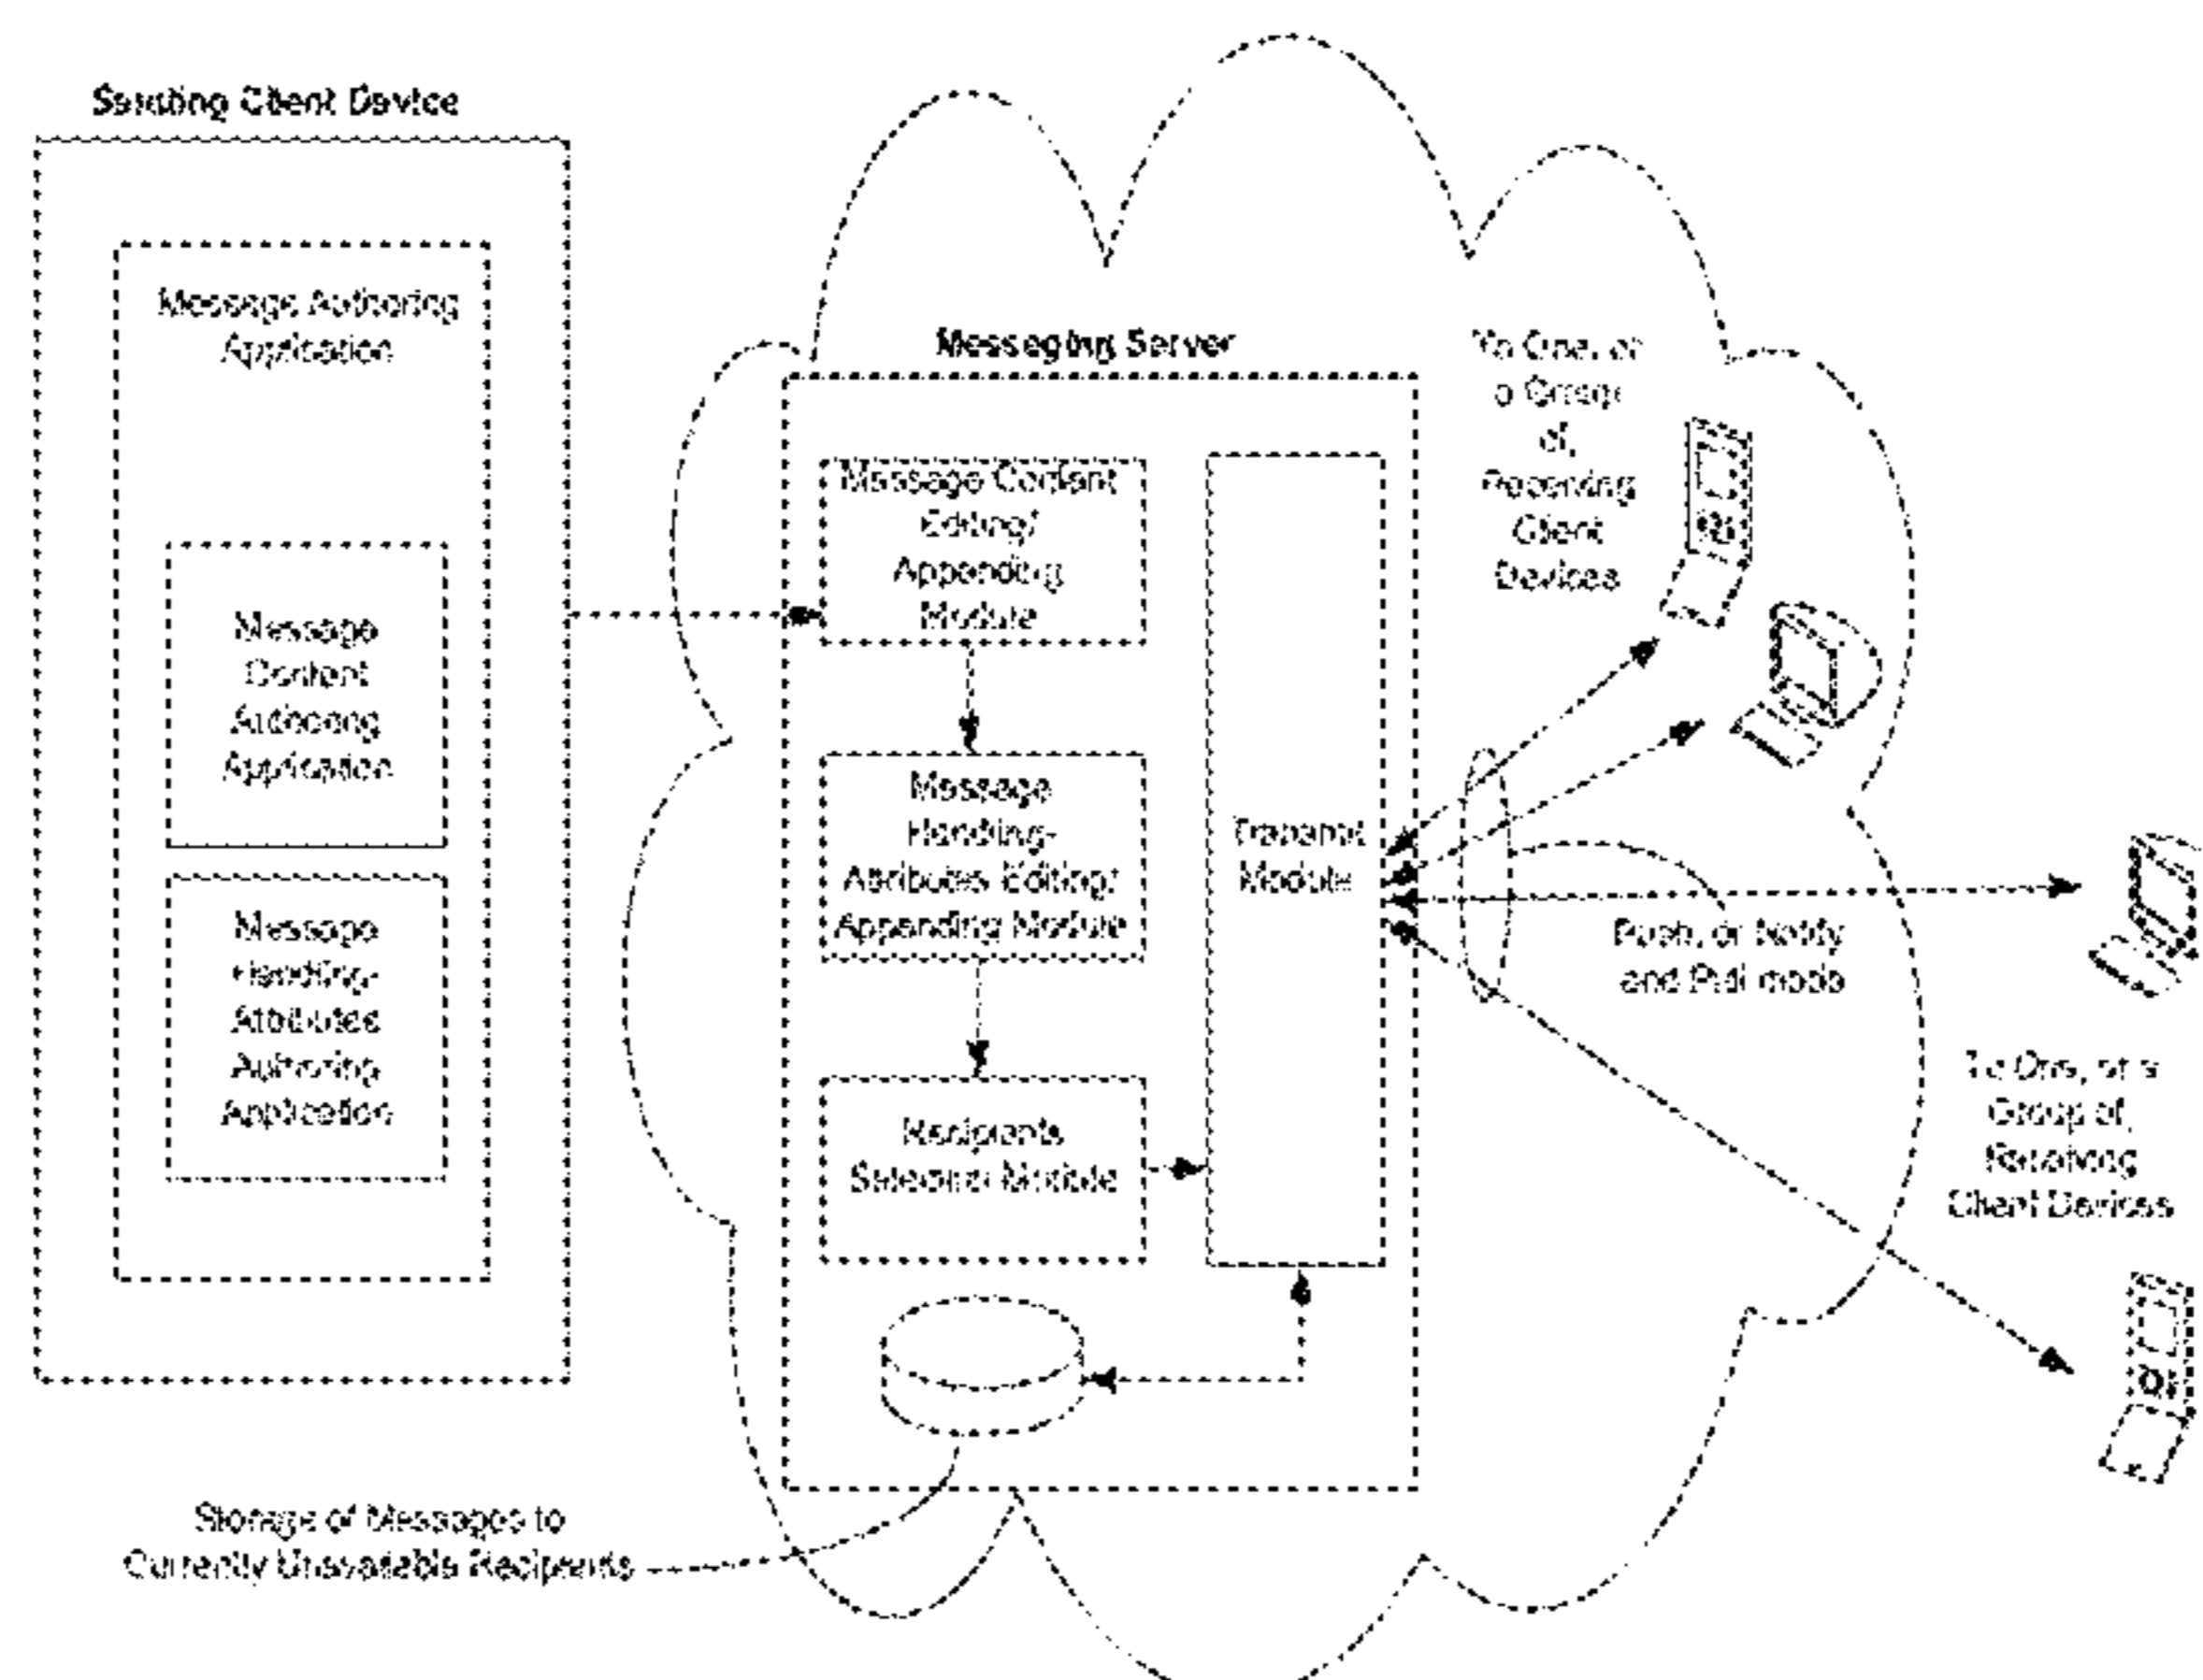 Sending Client Device
Message Authoring
Application
Message
Content
Authoring
Application
Message
Handling-
Attributes
Authoring
Application
Messaging Server
Message Content
Editing/
Appending
Module
Message
Handling-
Attributes Editing/
Appending Module
Recipients
Selection Module
Transmit
Module
To One, or
a Group
of,
Receiving
Client
Devices
Push, or Notify
and Pull mode
To One, or a
Group of,
Receiving
Client Devices
Storage of Messages to
Currently Unavailable Recipients